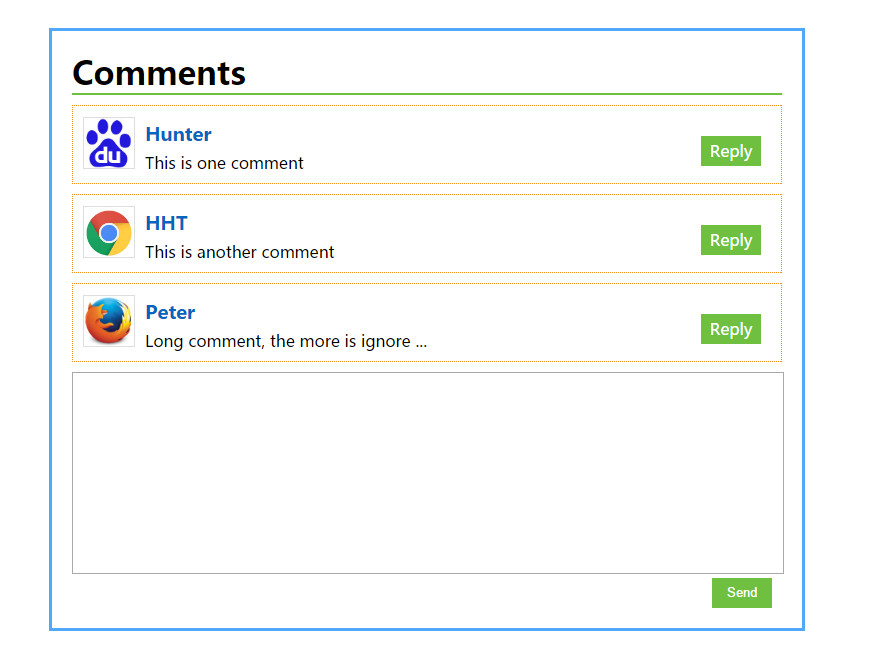 Comments
du
Hunter
This is one comment
Reply
HHT
This is another comment
Reply
Peter
Long comment, the more is ignore ...
Reply
Send